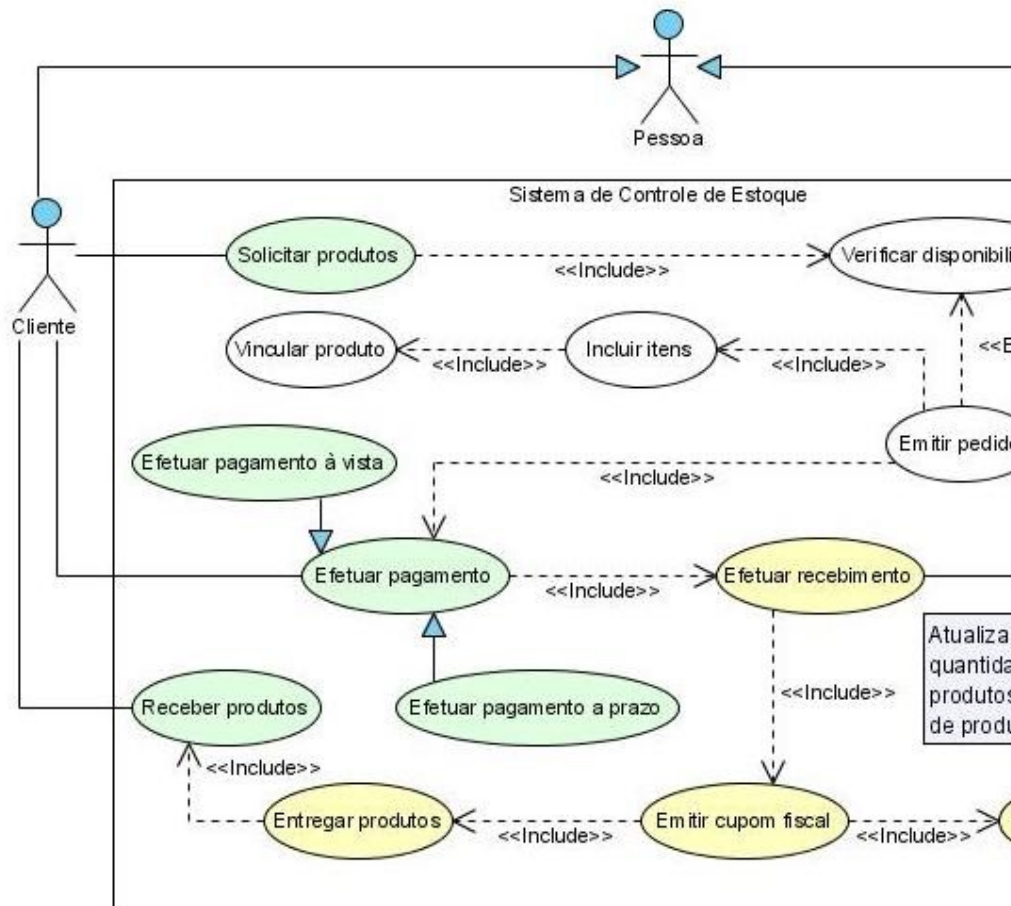 Pessoa
Sistema de Controle de Estoque
Solicitar produtos
<<Include>>
Verificar disponibili
Cliente
Vincular produto
<<Include>>
Incluir itens
<<Include>>
<<E
Emitir pedido
Efetuar pagamento à vista
<<Include>>
Efetuar pagamento
<<Include>>
Efetuar recebimento
Atualiza
quantida
produtos
de produ
<<Include>>
Receber produtos
Efetuar pagamento a prazo
<<Include>>
Entregar produtos
<<Include>>
Emitir cupom fiscal
<<Include>>